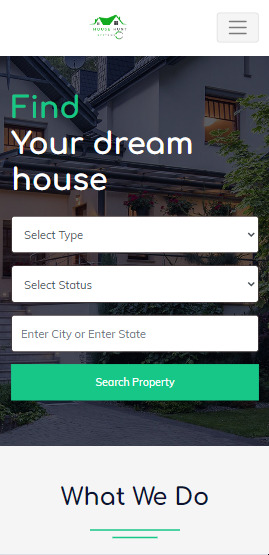 HOUSE HUNT
Find
Your dream
house
Select Type
Select Status
Enter City or Enter State
Search Property
What We Do